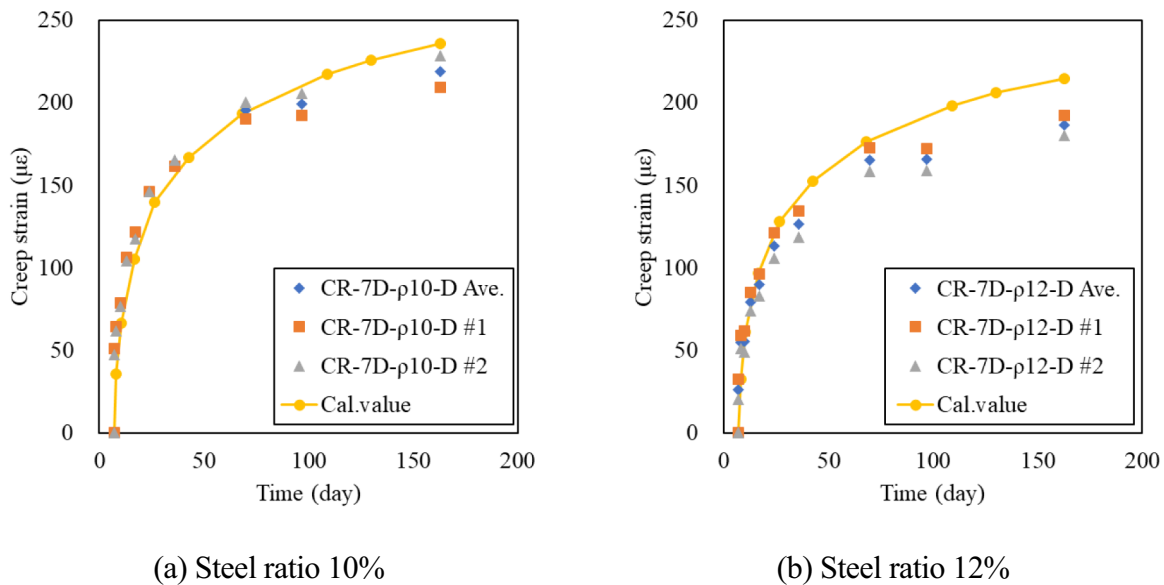 250
200
150
100
50
0
Creep strain (με)
0 50 100 150 200
Time (day)
CR-7D-ρ10-D Ave.
CR-7D-ρ10-D #1
CR-7D-ρ10-D #2
Cal.value
(a) Steel ratio 10%
250
200
150
100
50
0
Creep strain (με)
0 50 100 150 200
Time (day)
CR-7D-ρ12-D Ave.
CR-7D-ρ12-D #1
CR-7D-ρ12-D #2
Cal.value
(b) Steel ratio 12%